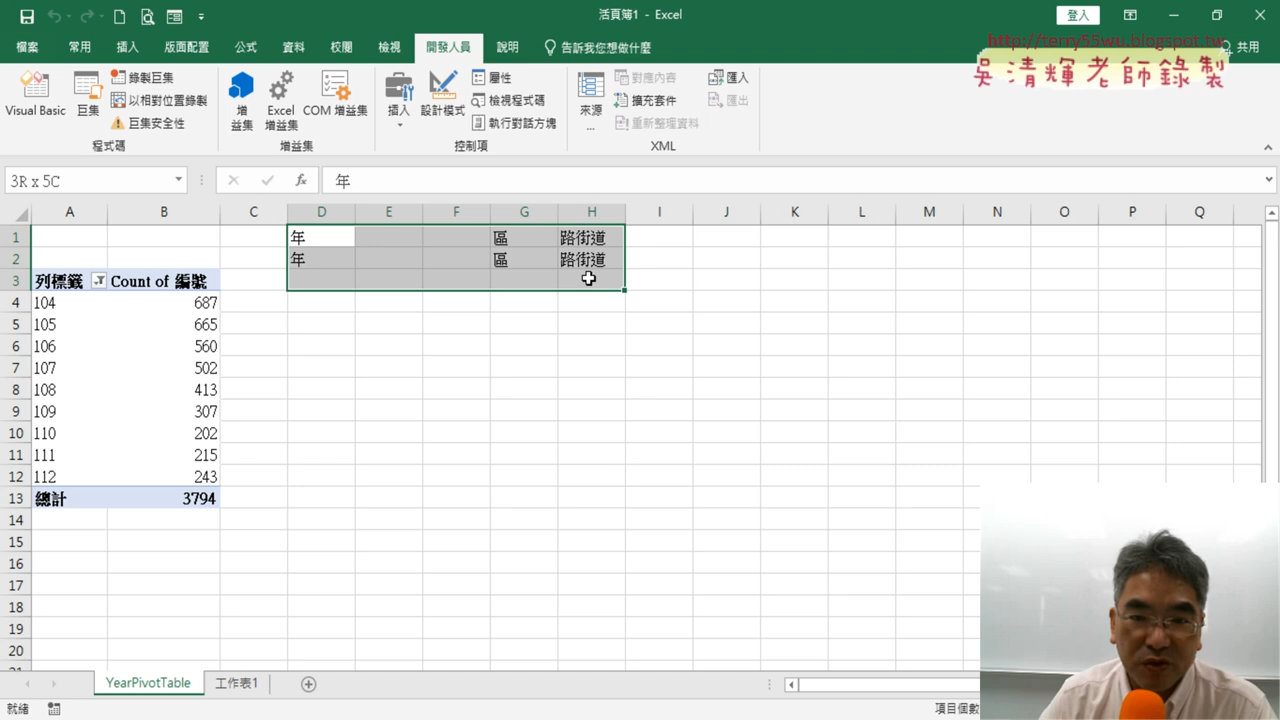 活頁簿1 - Excel
登入
檔案 常用 插入 版面配置 公式 資料 校閱 檢視 開發人員 說明 告訴我您想做什麼 共用
http://terry55wu.blogspot.tw
吳清輝老師錄製
Visual Basic
巨集
錄製巨集
以相對位置錄製
巨集安全性
程式碼
增益集
Excel 增益集
COM 增益集
增益集
插入
設計模式
屬性
檢視程式碼
執行對話方塊
控制項
來源...
對應內容
擴充套件
重新整理資料
匯入
匯出
XML
3R x 5C
fx
年
A B C D E F G H I J K L M N O P Q
1 年 區 路街道
2 年 區 路街道
3 列標籤 Count of 編號
4 104 687
5 105 665
6 106 560
7 107 502
8 108 413
9 109 307
10 110 202
11 111 215
12 112 243
13 總計 3794
14
15
16
17
18
19
20
YearPivotTable 工作表1
就緒
項目個數